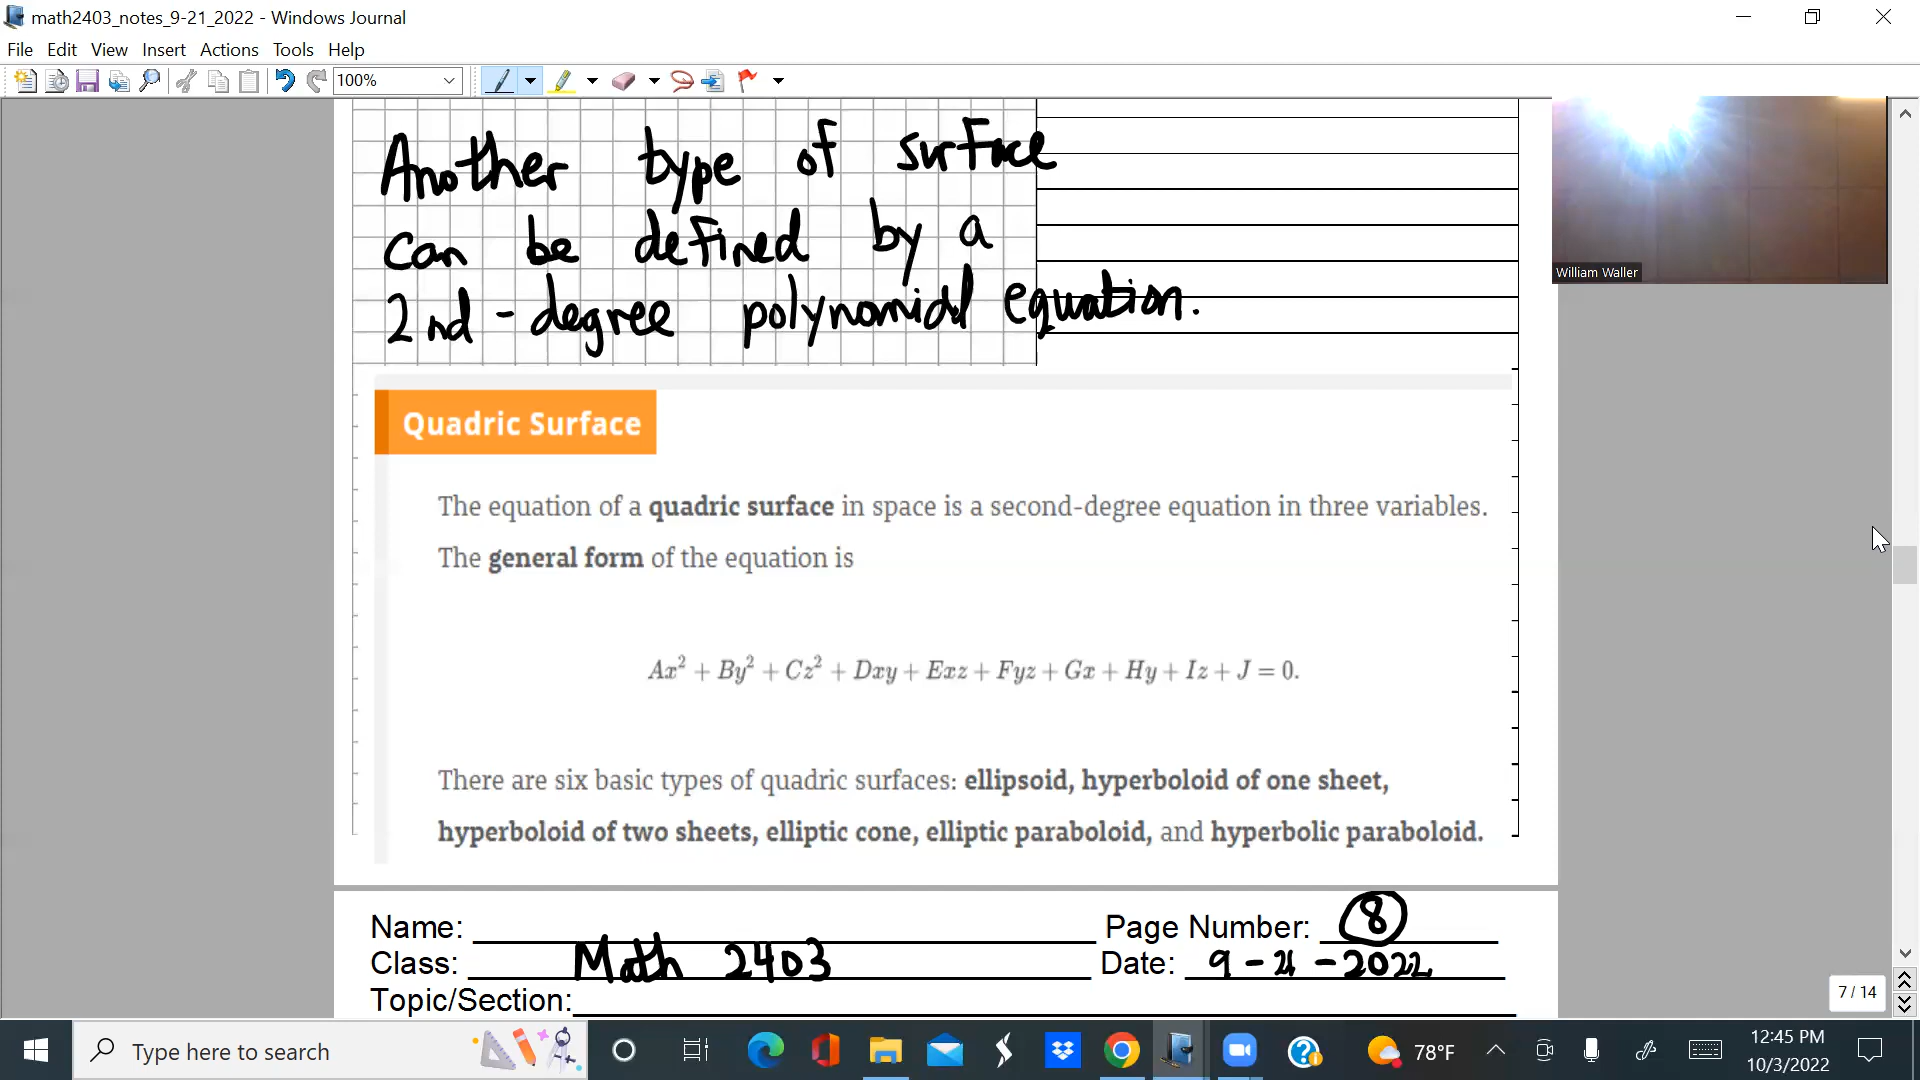 math2403_notes_9-21_2022 - Windows Journal
File Edit View Insert Actions Tools Help
100%
Another type of surface
can be defined by a
2nd - degree polynomial equation.
William Waller
Quadric Surface
The equation of a quadric surface in space is a second-degree equation in three variables.
The general form of the equation is
Ax² + By² + Cz² + Dxy + Exz + Fyz + Gx + Hy + Iz + J = 0.
There are six basic types of quadric surfaces: ellipsoid, hyperboloid of one sheet,
hyperboloid of two sheets, elliptic cone, elliptic paraboloid, and hyperbolic paraboloid.
Name: Page Number: 8
Class: Math 2403 Date: 9-21-2022
Topic/Section:
7 / 14
Type here to search
78°F
12:45 PM
10/3/2022